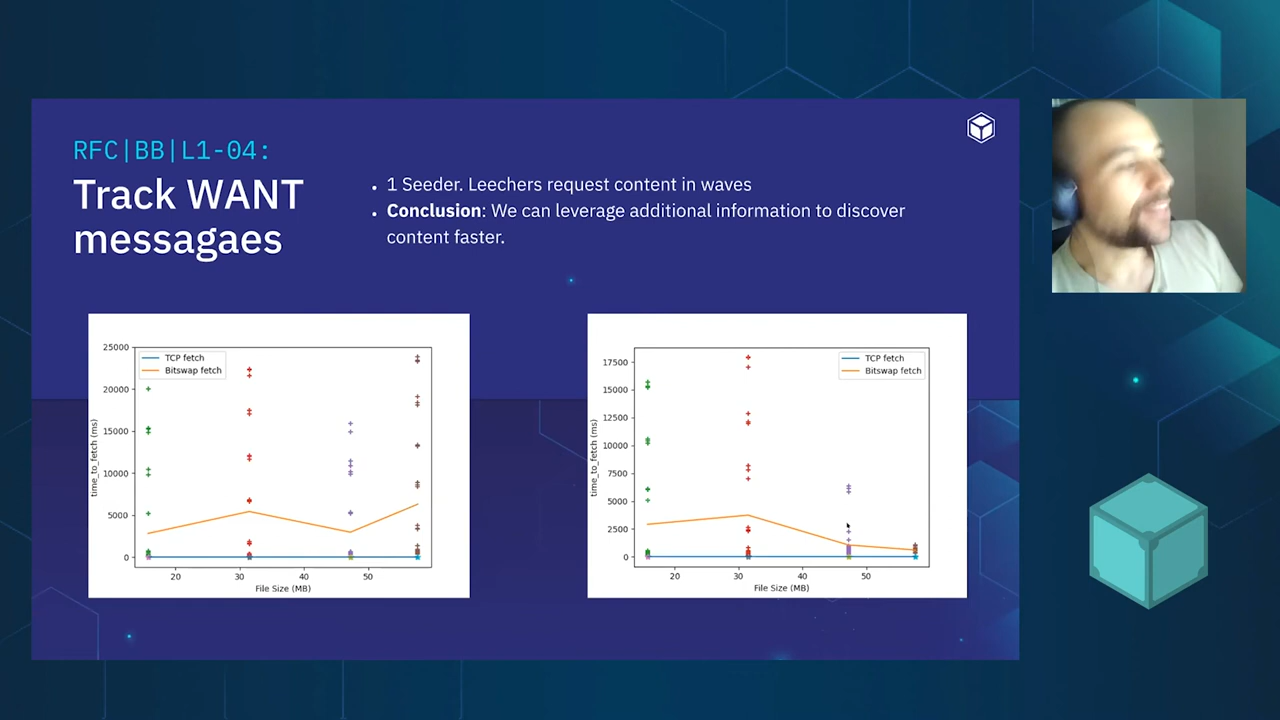 RFC|BB|L1-04:
Track WANT
messagaes
• 1 Seeder. Leechers request content in waves
• Conclusion: We can leverage additional information to discover
content faster.
25000
20000
15000
10000
5000
0
time_to_fetch (ms)
TCP fetch
Bitswap fetch
20 30 40 50
File Size (MB)
17500
15000
12500
10000
7500
5000
2500
0
time_to_fetch (ms)
TCP fetch
Bitswap fetch
20 30 40 50
File Size (MB)